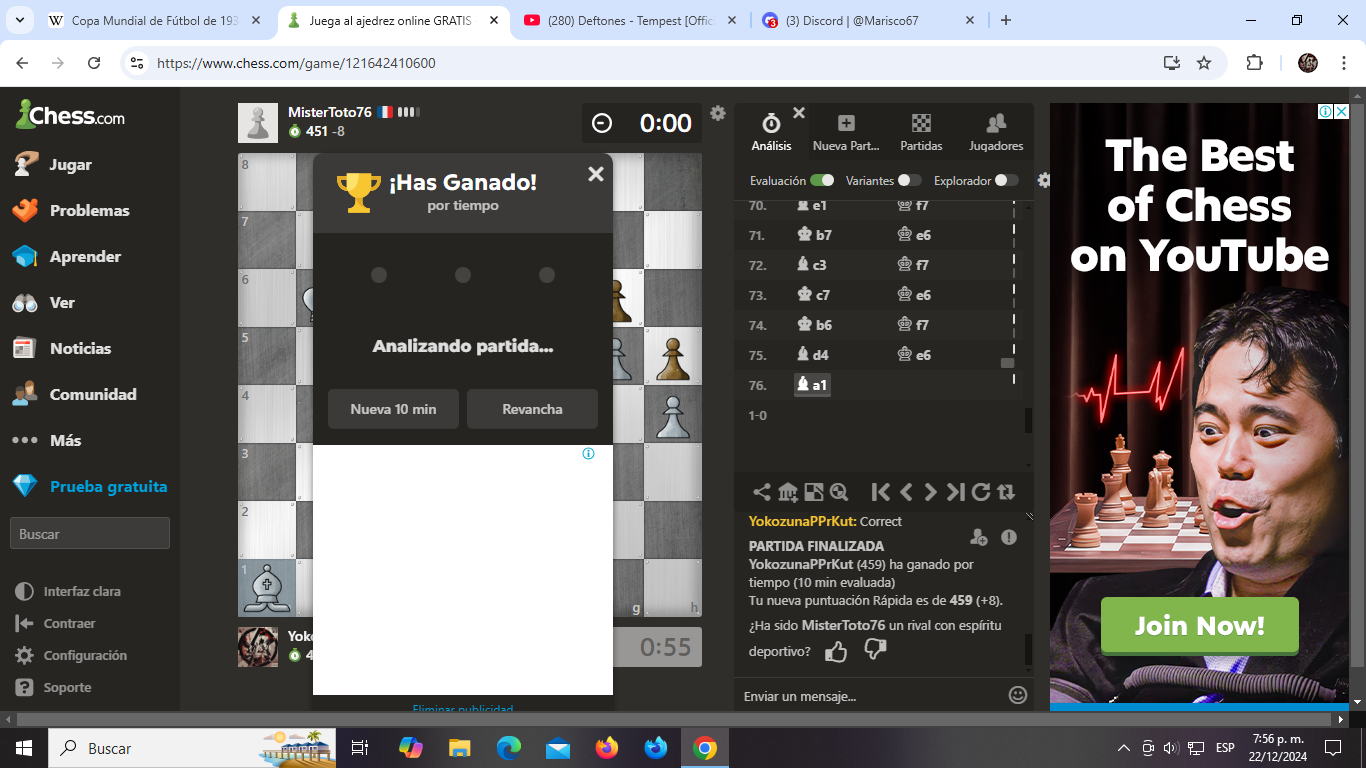 Copa Mundial de Fútbol de 193
Juega al ajedrez online GRATIS
(280) Deftones - Tempest [Offic
(3) Discord | @Marisco67
https://www.chess.com/game/121642410600
Chess.com
Jugar
Problemas
Aprender
Ver
Noticias
Comunidad
Más
Prueba gratuita
Buscar
Interfaz clara
Contraer
Configuración
Soporte
MisterToto76
451 -8
0:00
8
7
6
5
4
3
2
1
g
h
¡Has Ganado!
por tiempo
Analizando partida...
Nueva 10 min
Revancha
Eliminar publicidad
0:55
Análisis
Nueva Part...
Partidas
Jugadores
Evaluación
Variantes
Explorador
70. e1 f7
71. b7 e6
72. c3 f7
73. c7 e6
74. b6 f7
75. d4 e6
76. a1
1-0
YokozunaPPrKut: Correct
PARTIDA FINALIZADA
YokozunaPPrKut (459) ha ganado por
tiempo (10 min evaluada)
Tu nueva puntuación Rápida es de 459 (+8).
¿Ha sido MisterToto76 un rival con espíritu
deportivo?
Enviar un mensaje...
The Best
of Chess
on YouTube
Join Now!
Buscar
ESP
7:56 p. m.
22/12/2024